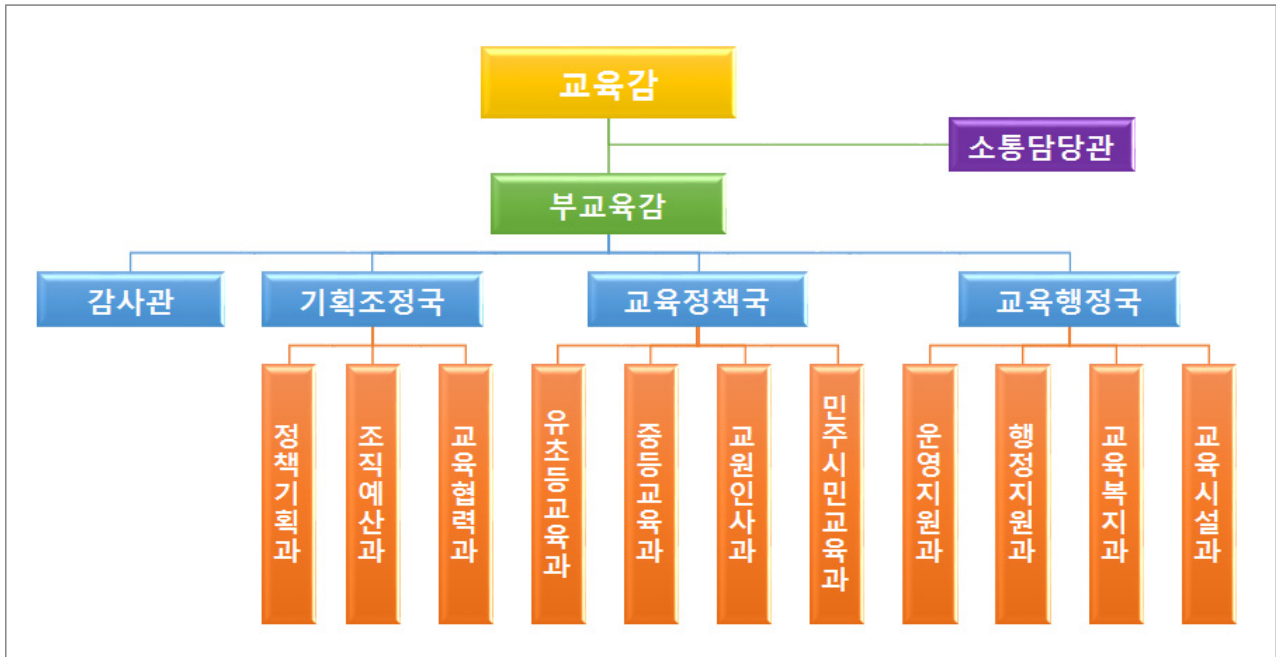 교육감
소통담당관
부교육감
감사관
기획조정국
교육정책국
교육행정국
정책기획과
조직예산과
교육협력과
유초등교육과
중등교육과
교원인사과
민주시민교육과
운영지원과
행정지원과
교육복지과
교육시설과